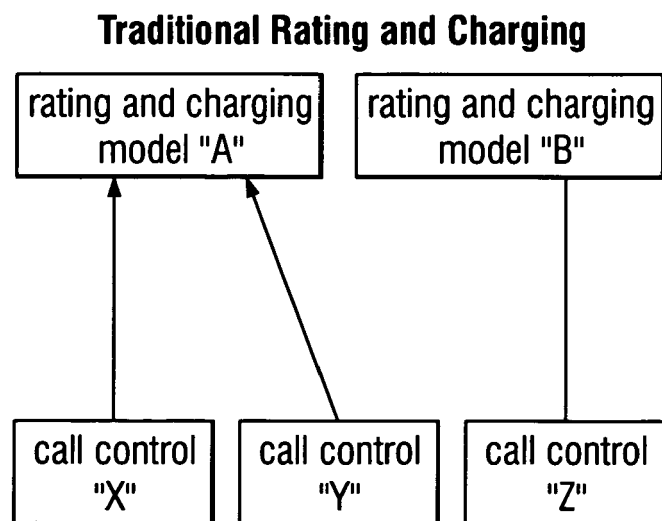 Traditional Rating and Charging
rating and charging
model "A"
rating and charging
model "B"
call control
"X"
call control
"Y"
call control
"Z"